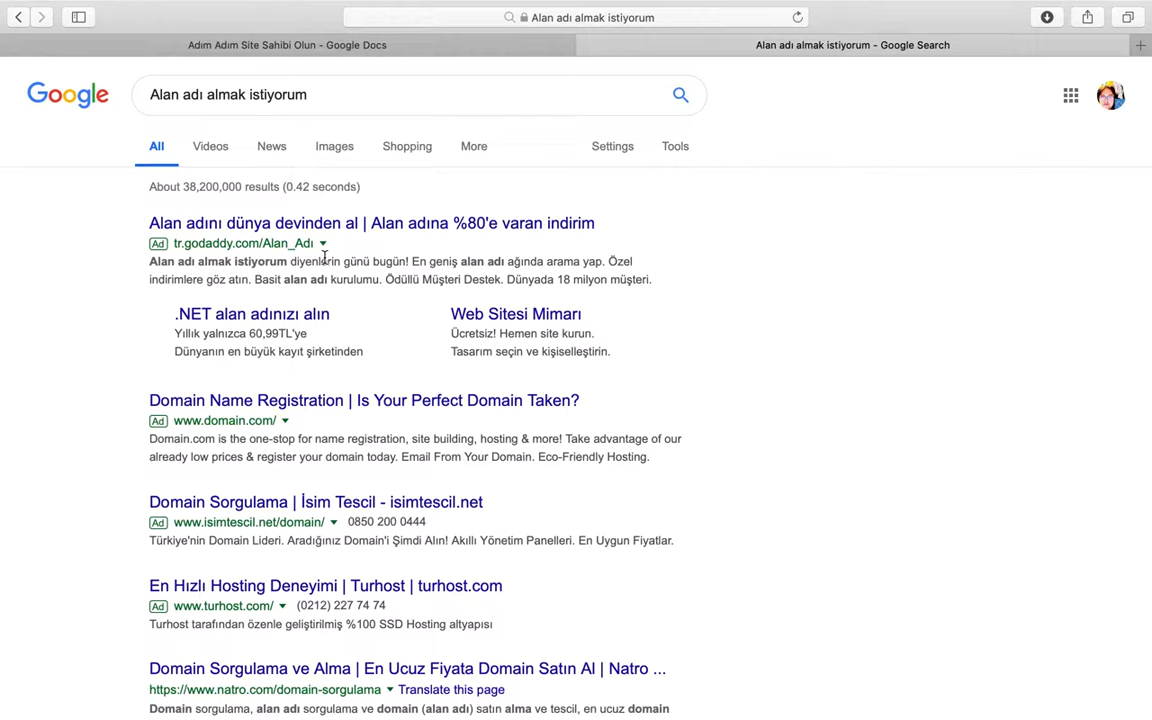 Alan adı almak istiyorum
Adım Adım Site Sahibi Olun - Google Docs
Alan adı almak istiyorum - Google Search
Google
Alan adı almak istiyorum
All Videos News Images Shopping More Settings Tools
About 38,200,000 results (0.42 seconds)
Alan adını dünya devinden al | Alan adına %80'e varan indirim
Ad tr.godaddy.com/Alan_Adı
Alan adı almak istiyorum diyenlerin günü bugün! En geniş alan adı ağında arama yap. Özel
indirimlere göz atın. Basit alan adı kurulumu. Ödüllü Müşteri Destek. Dünyada 18 milyon müşteri.
.NET alan adınızı alın
Yıllık yalnızca 60,99TL'ye
Dünyanın en büyük kayıt şirketinden
Web Sitesi Mimarı
Ücretsiz! Hemen site kurun.
Tasarım seçin ve kişiselleştirin.
Domain Name Registration | Is Your Perfect Domain Taken?
Ad www.domain.com/
Domain.com is the one-stop for name registration, site building, hosting & more! Take advantage of our
already low prices & register your domain today. Email From Your Domain. Eco-Friendly Hosting.
Domain Sorgulama | İsim Tescil - isimtescil.net
Ad www.isimtescil.net/domain/ 0850 200 0444
Türkiye'nin Domain Lideri. Aradığınız Domain'i Şimdi Alın! Akıllı Yönetim Panelleri. En Uygun Fiyatlar.
En Hızlı Hosting Deneyimi | Turhost | turhost.com
Ad www.turhost.com/ (0212) 227 74 74
Turhost tarafından özenle geliştirilmiş %100 SSD Hosting altyapısı
Domain Sorgulama ve Alma | En Ucuz Fiyata Domain Satın Al | Natro ...
https://www.natro.com/domain-sorgulama Translate this page
Domain sorgulama, alan adı sorgulama ve domain (alan adı) satın alma ve tescil, en ucuz domain